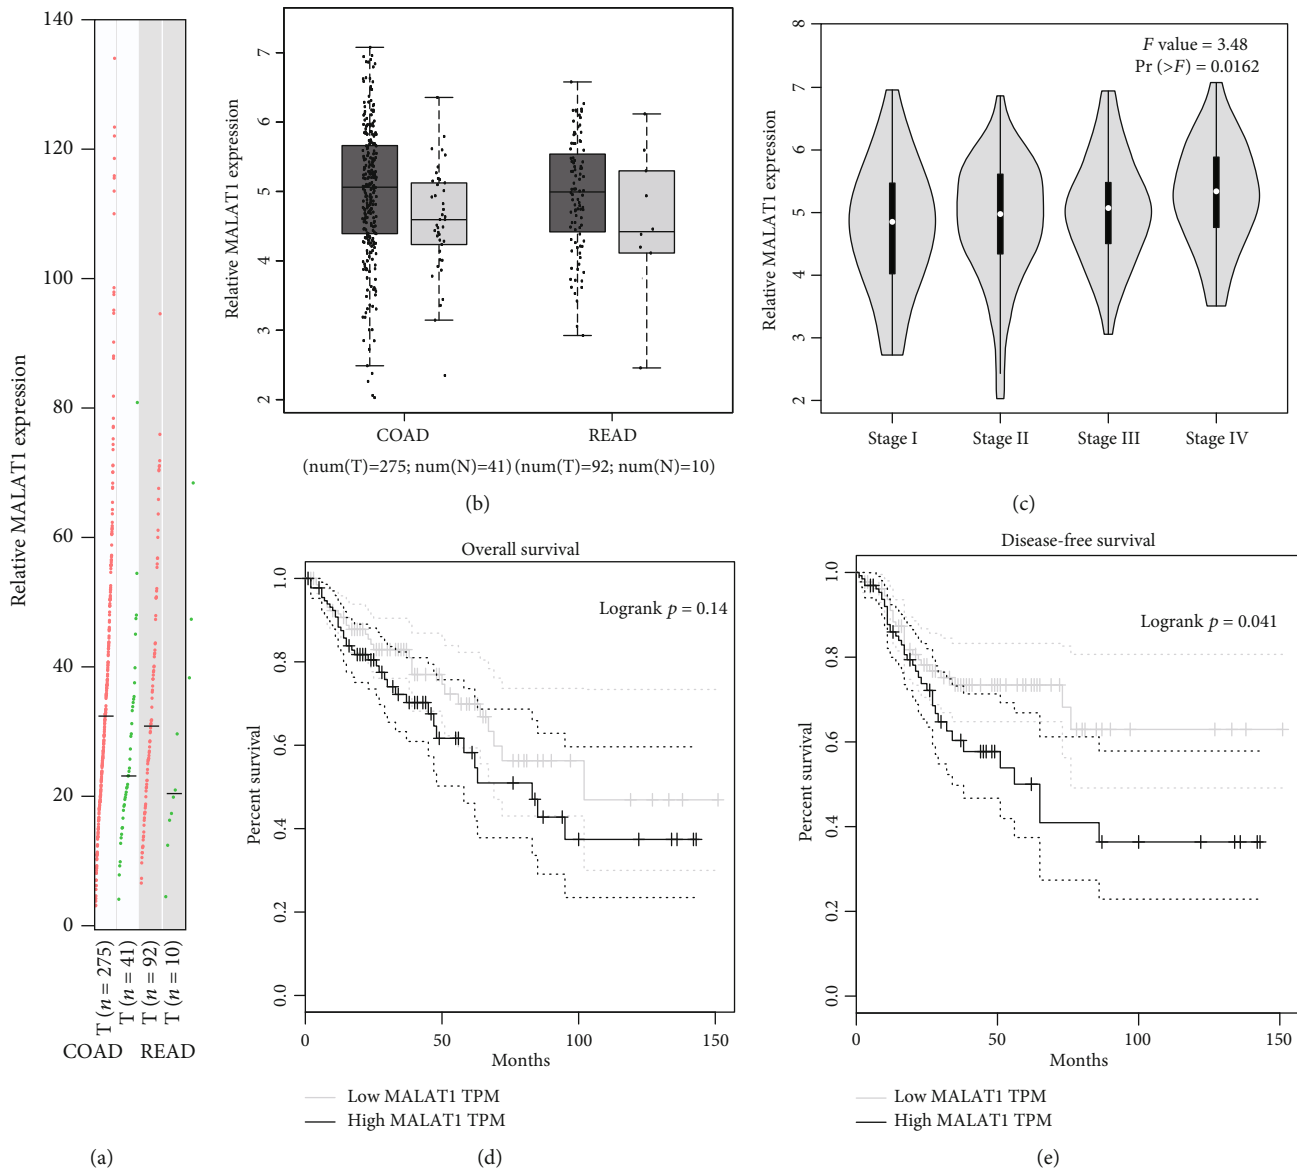 Relative MALAT1 expression
140
120
100
80
60
40
20
0
T (n = 275)
T (n = 41)
T (n = 92)
T (n = 10)
COAD READ
(a)
Relative MALAT1 expression
7
6
5
4
3
2
COAD READ
(num(T)=275; num(N)=41) (num(T)=92; num(N)=10)
(b)
Relative MALAT1 expression
8
7
6
5
4
3
2
F value = 3.48
Pr (>F) = 0.0162
Stage I Stage II Stage III Stage IV
(c)
Overall survival
Logrank p = 0.14
Percent survival
1.0
0.8
0.6
0.4
0.2
0.0
0 50 100 150
Months
Low MALAT1 TPM
High MALAT1 TPM
(d)
Disease-free survival
Logrank p = 0.041
Percent survival
1.0
0.8
0.6
0.4
0.2
0.0
0 50 100 150
Months
Low MALAT1 TPM
High MALAT1 TPM
(e)